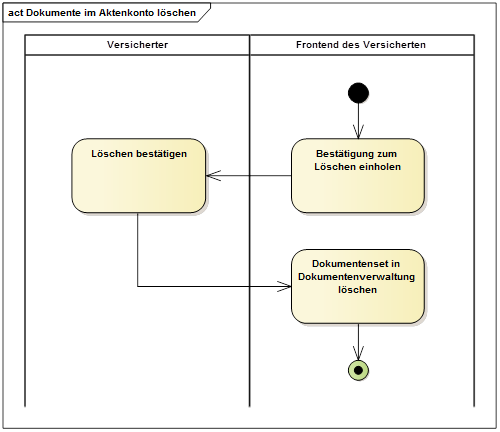 act Dokumente im Aktenkonto löschen
Versicherter
Frontend des Versicherten
Löschen bestätigen
Bestätigung zum
Löschen einholen
Dokumentenset in
Dokumentenverwaltung
löschen